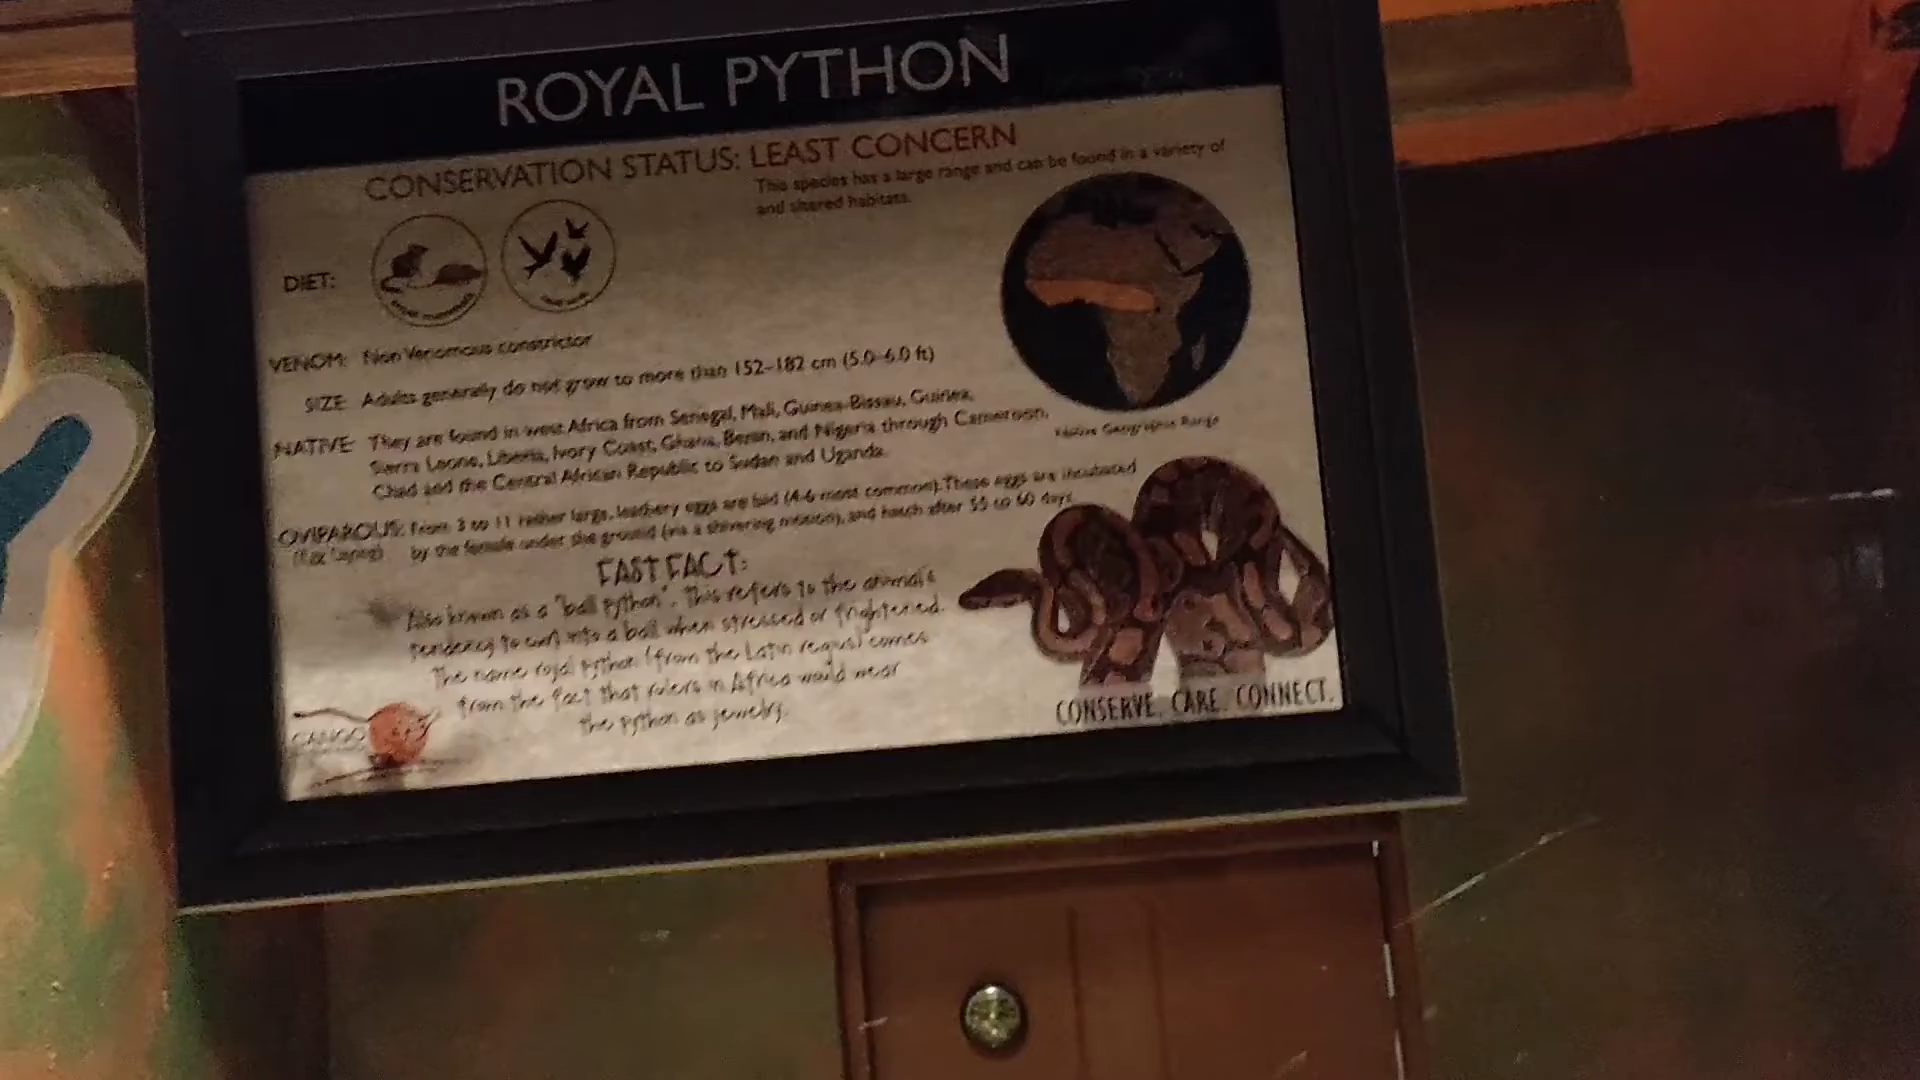 ROYAL PYTHON
CONSERVATION STATUS: LEAST CONCERN
This species has a large range and can be found in a variety of
and shared habitats.
DIET:
VENOM: Non Venomous constrictor
SIZE: Adults generally do not grow to more than 152–182 cm (5.0–6.0 ft)
NATIVE: They are found in west Africa from Senegal, Mali, Guinea-Bissau, Guinea,
Sierra Leone, Liberia, Ivory Coast, Ghana, Benin, and Nigeria through Cameroon,
Chad and the Central African Republic to Sudan and Uganda.
Native Geographic Range
OVIPAROUS: From 3 to 11 rather large, leathery eggs are laid (4-6 most common). These eggs are incubated
(Egg Laying) by the female under the ground (via a shivering motion), and hatch after 55 to 60 days.
FAST FACT:
Also known as a "ball python". This refers to the animal's
tendency to curl into a ball when stressed or frightened.
The name royal python (from the Latin regius) comes
from the fact that rulers in Africa would wear
the python as jewelry.
CANGO
CONSERVE. CARE. CONNECT.